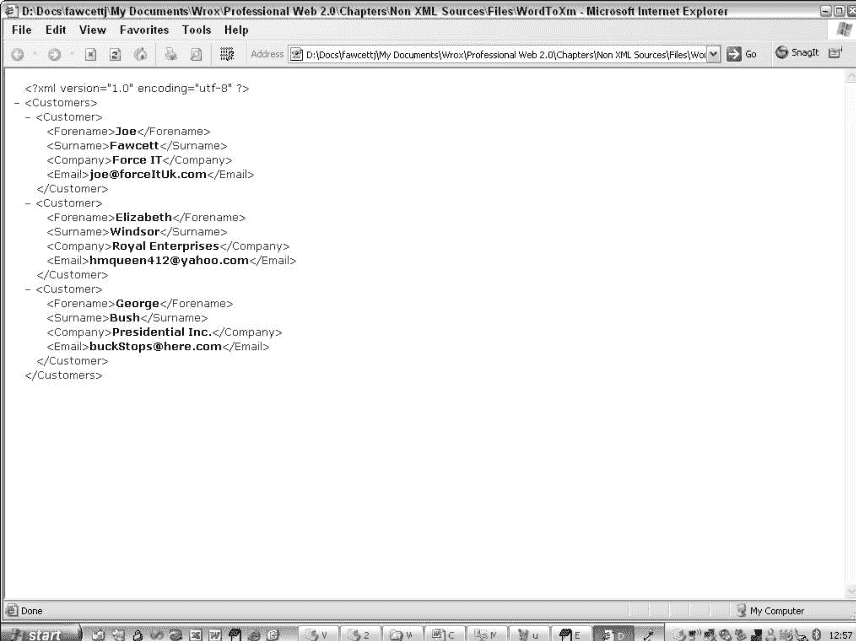 D:\Docs\fawcettj\My Documents\Wrox\Professional Web 2.0\Chapters\Non XML Sources\Files\WordToXm - Microsoft Internet Explorer
File Edit View Favorites Tools Help
Address D:\Docs\fawcettj\My Documents\Wrox\Professional Web 2.0\Chapters\Non XML Sources\Files\Wor Go SnagIt
<?xml version="1.0" encoding="utf-8" ?>
- <Customers>
- <Customer>
<Forename>Joe</Forename>
<Surname>Fawcett</Surname>
<Company>Force IT</Company>
<Email>joe@forceItUk.com</Email>
</Customer>
- <Customer>
<Forename>Elizabeth</Forename>
<Surname>Windsor</Surname>
<Company>Royal Enterprises</Company>
<Email>hmqueen412@yahoo.com</Email>
</Customer>
- <Customer>
<Forename>George</Forename>
<Surname>Bush</Surname>
<Company>Presidential Inc.</Company>
<Email>buckStops@here.com</Email>
</Customer>
</Customers>
Done My Computer
start V 2 W C N u E D 12:57